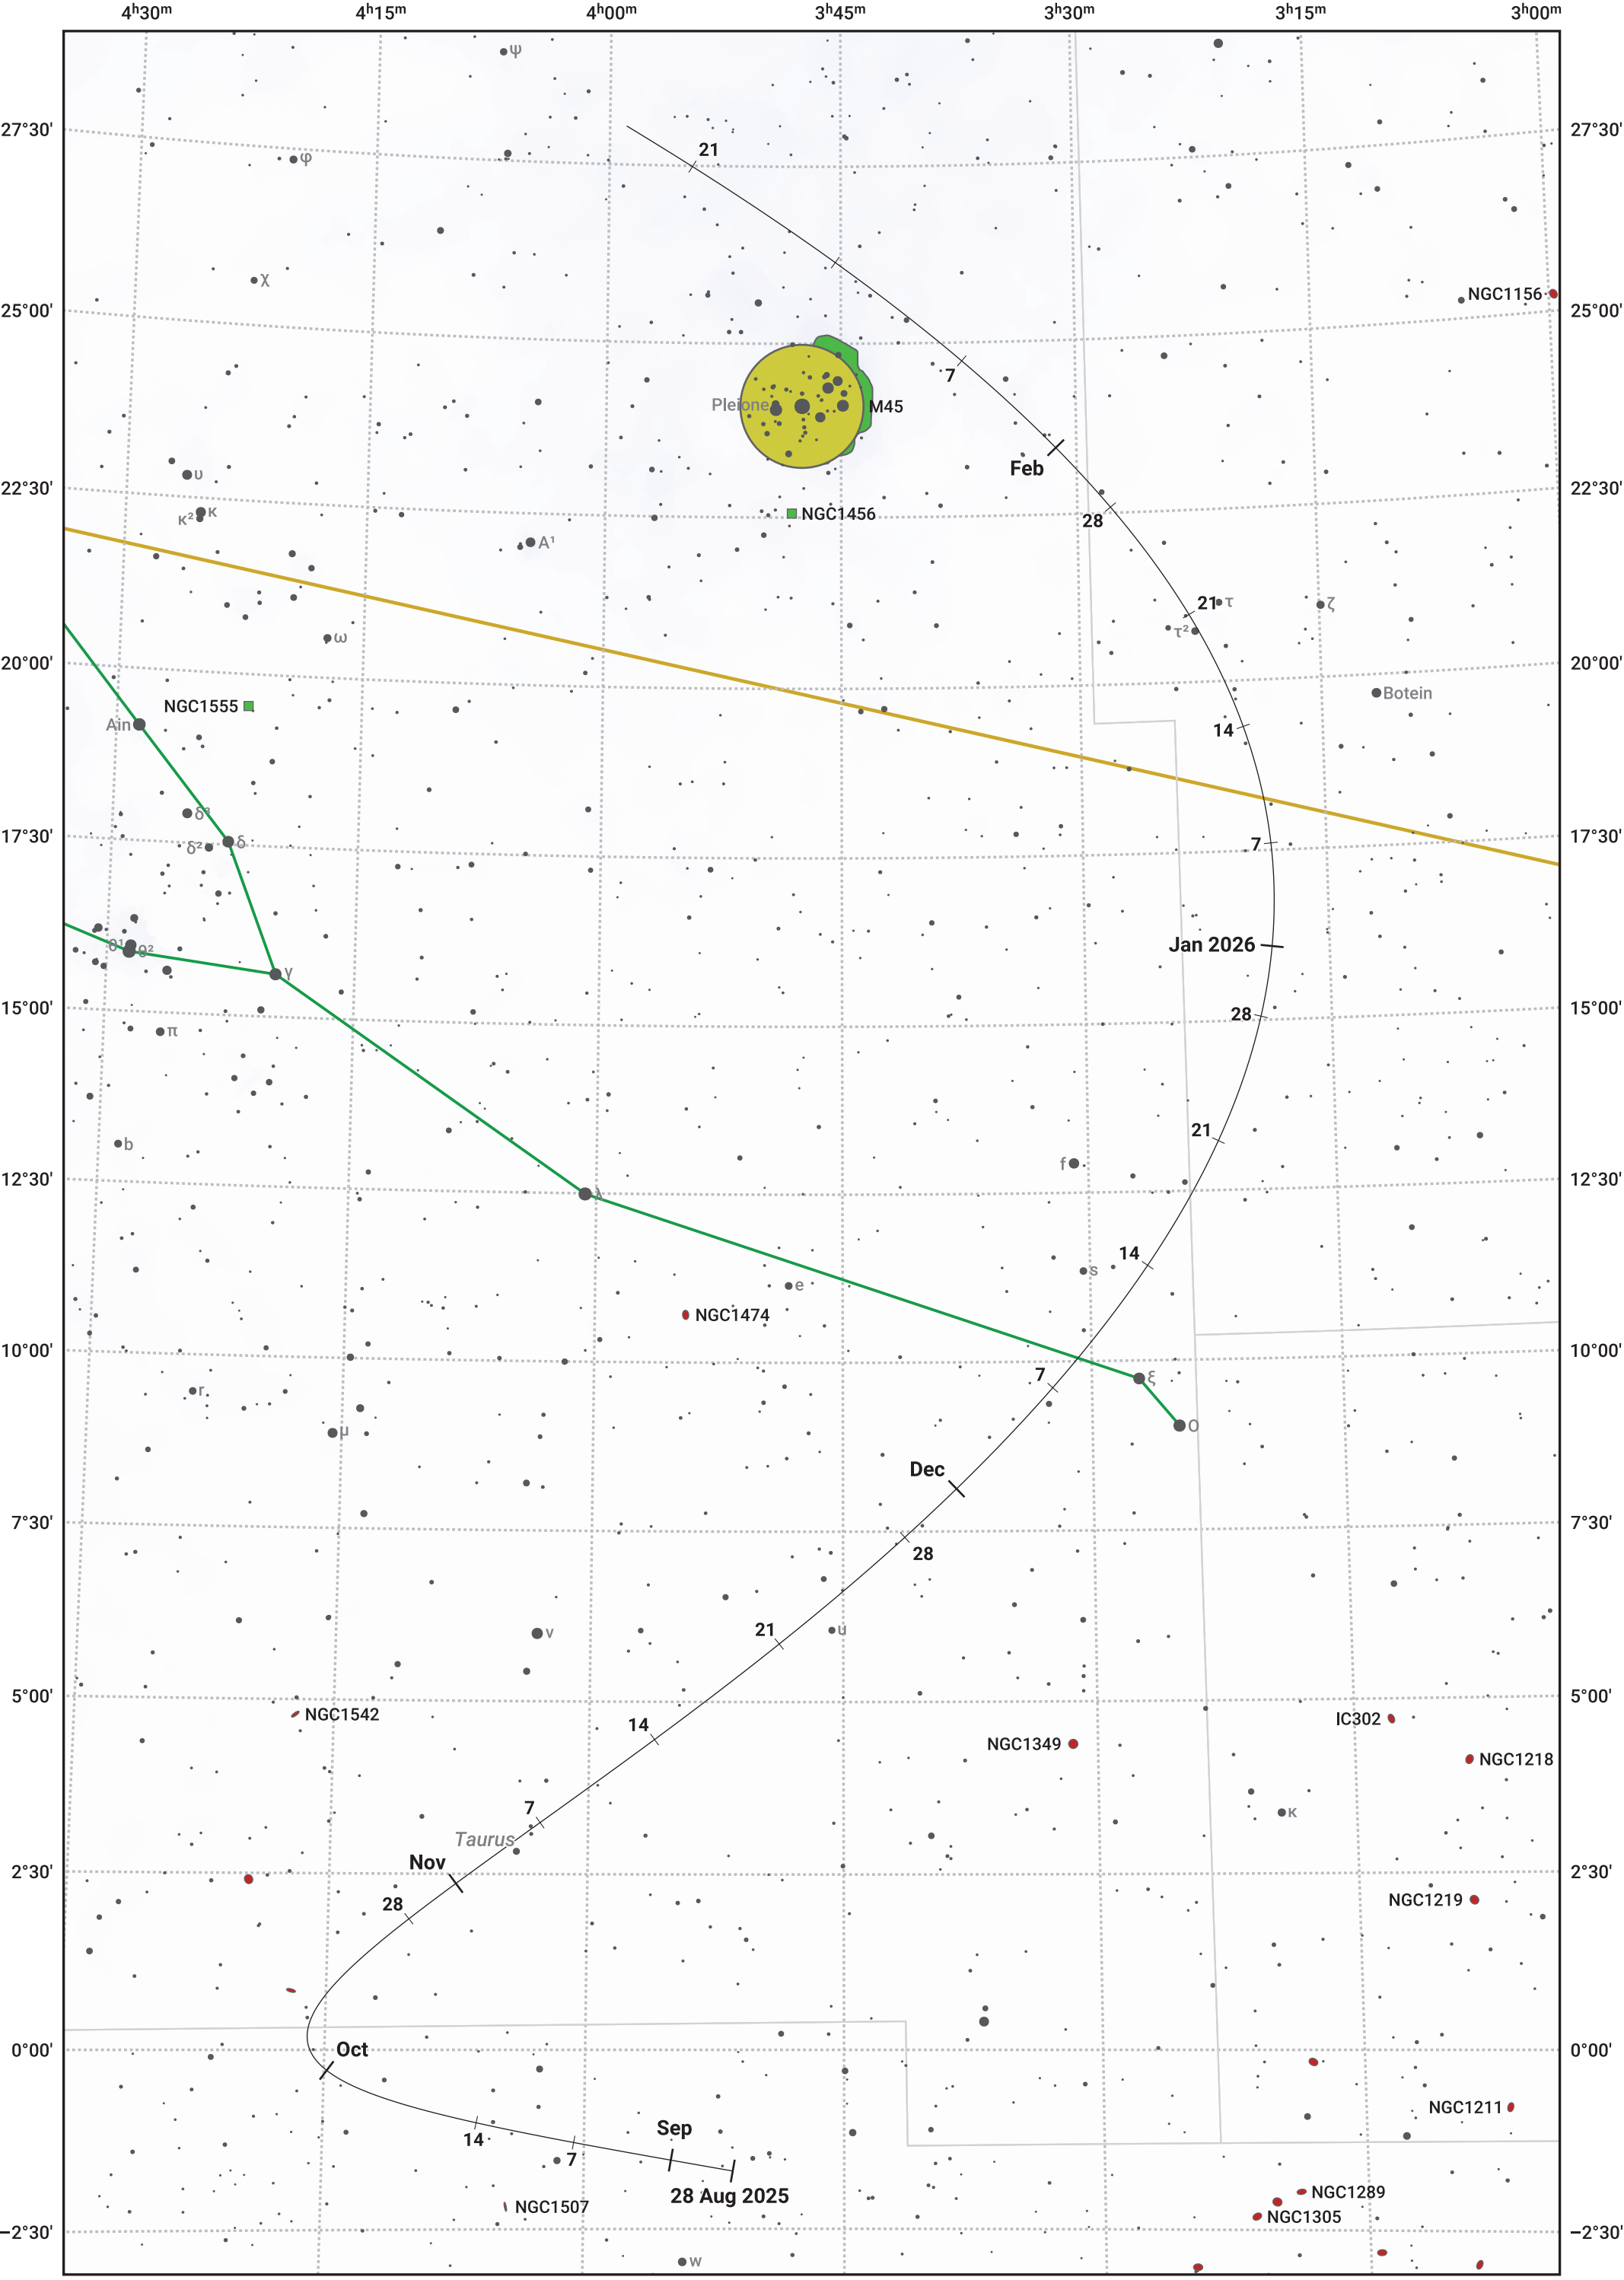 4ʰ30ᵐ 4ʰ15ᵐ 4ʰ00ᵐ 3ʰ45ᵐ 3ʰ30ᵐ 3ʰ15ᵐ 3ʰ00ᵐ
ψ
27°30' 27°30'
21
φ
χ
NGC1156
25°00' 25°00'
7
Pleione M45
Feb
υ
22°30' 22°30'
κ
κ²
NGC1456
28
A¹
21 τ ζ
τ²
ω
20°00' 20°00'
Botein
NGC1555
Ain
14
δ³
17°30' 17°30'
δ
δ²
7
θ¹ θ²
Jan 2026
γ
15°00' 15°00'
28
π
21
b
f
12°30' 12°30'
λ
14
s
e
NGC1474
10°00' 10°00'
7
ξ
r
ο
μ
Dec
7°30' 7°30'
28
21
u
ν
5°00' 5°00'
NGC1542
IC302
14
NGC1349
NGC1218
7
κ
Taurus
2°30' 2°30'
Nov
NGC1219
28
0°00' 0°00'
Oct
NGC1211
Sep
14
7
NGC1289
28 Aug 2025
NGC1507
NGC1305
−2°30' −2°30'
w